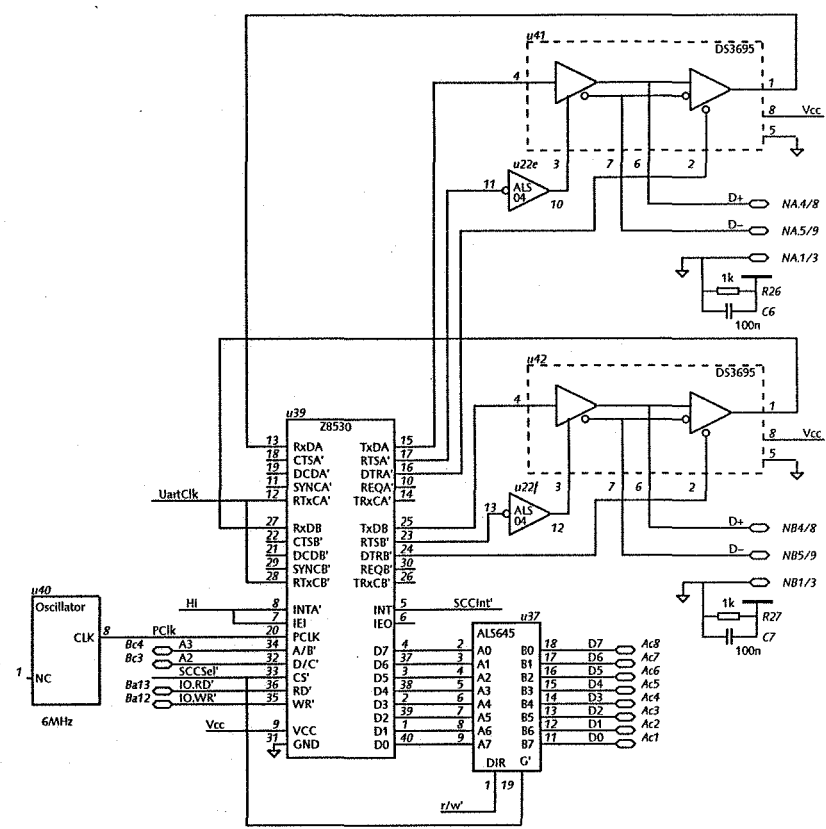 u41
DS3695
4
1
8 Vcc
5
u22e
3 7 6 2
11 ALS 04 10
D+ NA.4/8
D− NA.5/9
NA.1/3
1k R26
C6
100n
u42
DS3695
4
1
8 Vcc
5
u22f
3 7 6 2
13 ALS 04 12
D+ NB4/8
D− NB5/9
NB1/3
1k R27
C7
100n
u39
Z8530
13 RxDA TxDA 15
18 CTSA' RTSA' 17
19 DCDA' DTRA' 16
11 SYNCA' REQA' 10
UartClk 12 RTxCA' TRxCA' 14
27 RxDB TxDB 25
22 CTSB' RTSB' 23
21 DCDB' DTRB' 24
29 SYNCB' REQB' 30
28 RTxCB' TRxCB' 26
HI 8 INTA' INT 5 SCCInt'
7 IEI IEO 6
PClk 20 PCLK
Bc4 A3 34 A/B' D7 4
Bc3 A2 32 D/C' D6 37
SCCSel' 33 CS' D5 3
Ba13 IO.RD' 36 RD' D4 38
Ba12 IO.WR' 35 WR' D3 2
D2 39
Vcc 9 VCC D1 1
31 GND D0 40
u40
Oscillator
CLK 8
1 NC
6MHz
u37
ALS645
2 A0 B0 18 D7 Ac8
3 A1 B1 17 D6 Ac7
4 A2 B2 16 D5 Ac6
5 A3 B3 15 D4 Ac5
6 A4 B4 14 D3 Ac4
7 A5 B5 13 D2 Ac3
8 A6 B6 12 D1 Ac2
9 A7 B7 11 D0 Ac1
DIR G'
1 19
r/w'